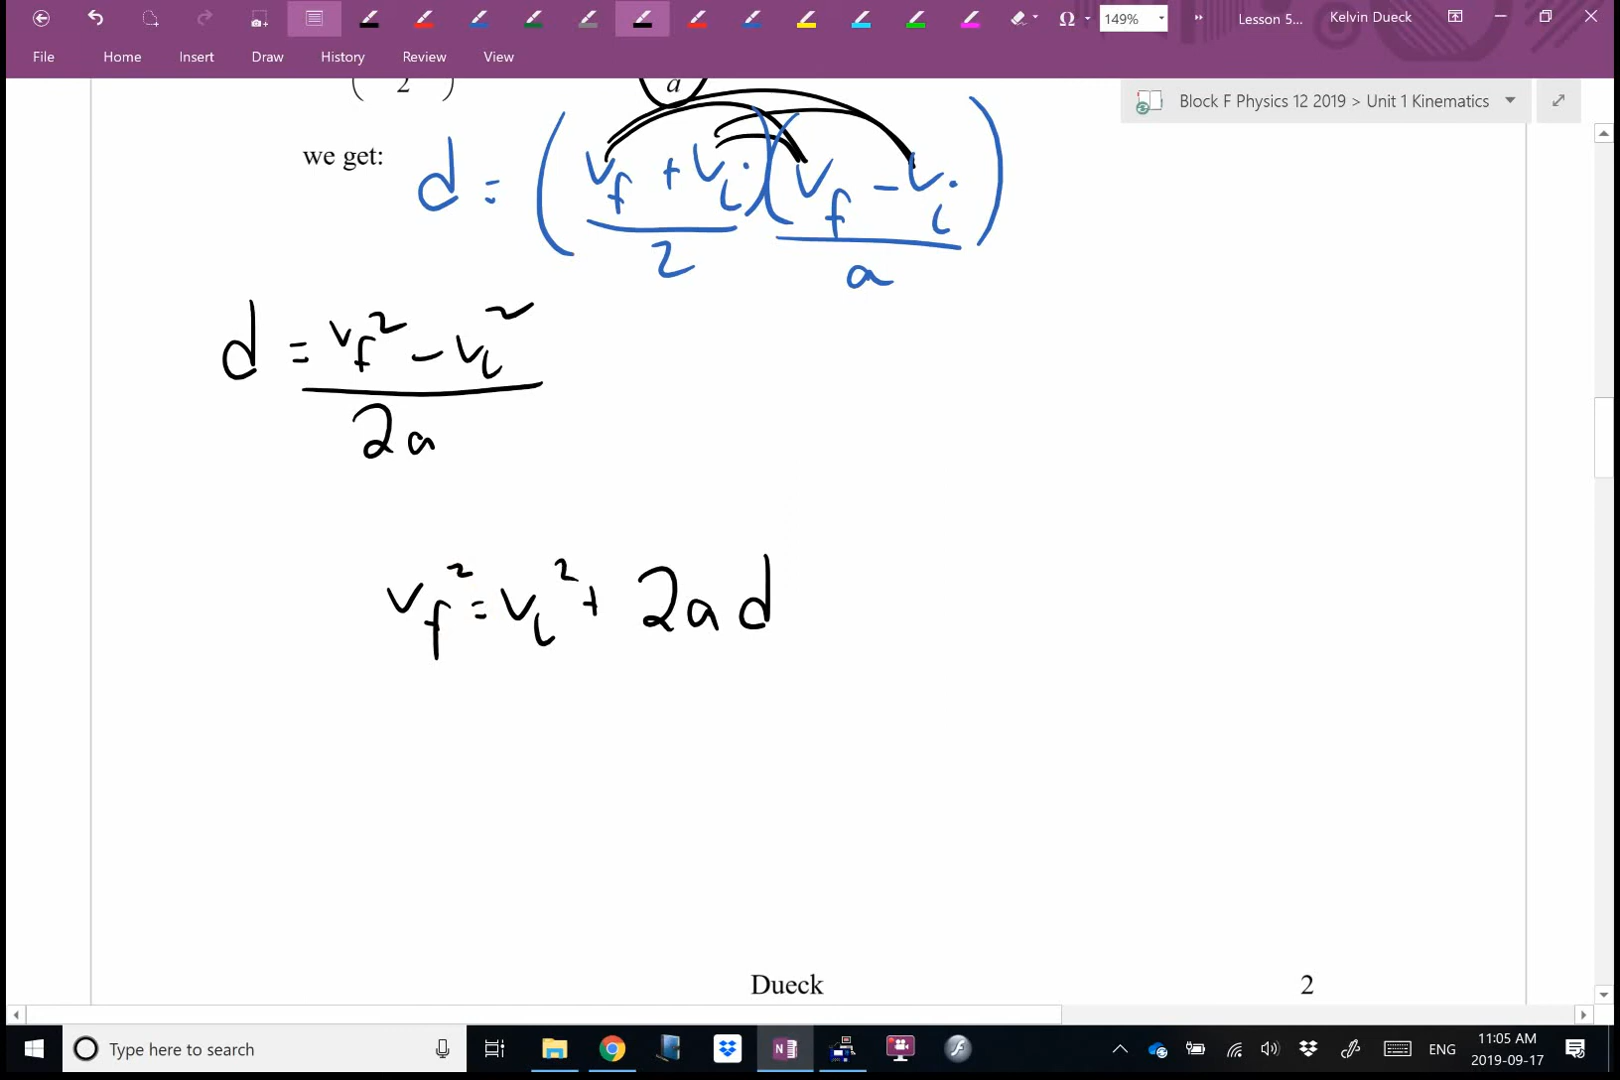 149%
Lesson 5...
Kelvin Dueck
File Home Insert Draw History Review View
Block F Physics 12 2019 > Unit 1 Kinematics
( 2 ) a
we get: d = (vf + vi / 2)(vf - vi / a)
d = vf² - vi² / 2a
vf² = vi² + 2ad
Dueck 2
Type here to search
ENG
11:05 AM
2019-09-17